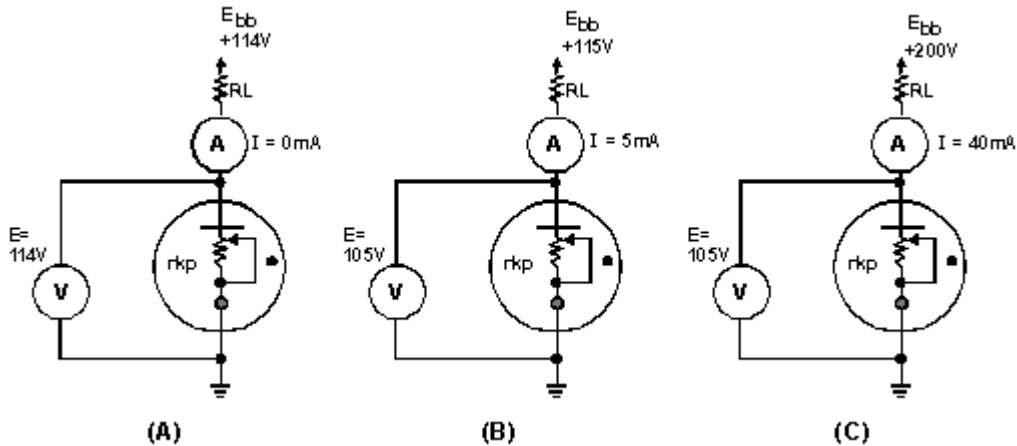 Ebb
+114V
RL
A
I = 0mA
E=
114V
V
rkp
(A)
Ebb
+115V
RL
A
I = 5mA
E=
105V
V
rkp
(B)
Ebb
+200V
RL
A
I = 40mA
E=
105V
V
rkp
(C)